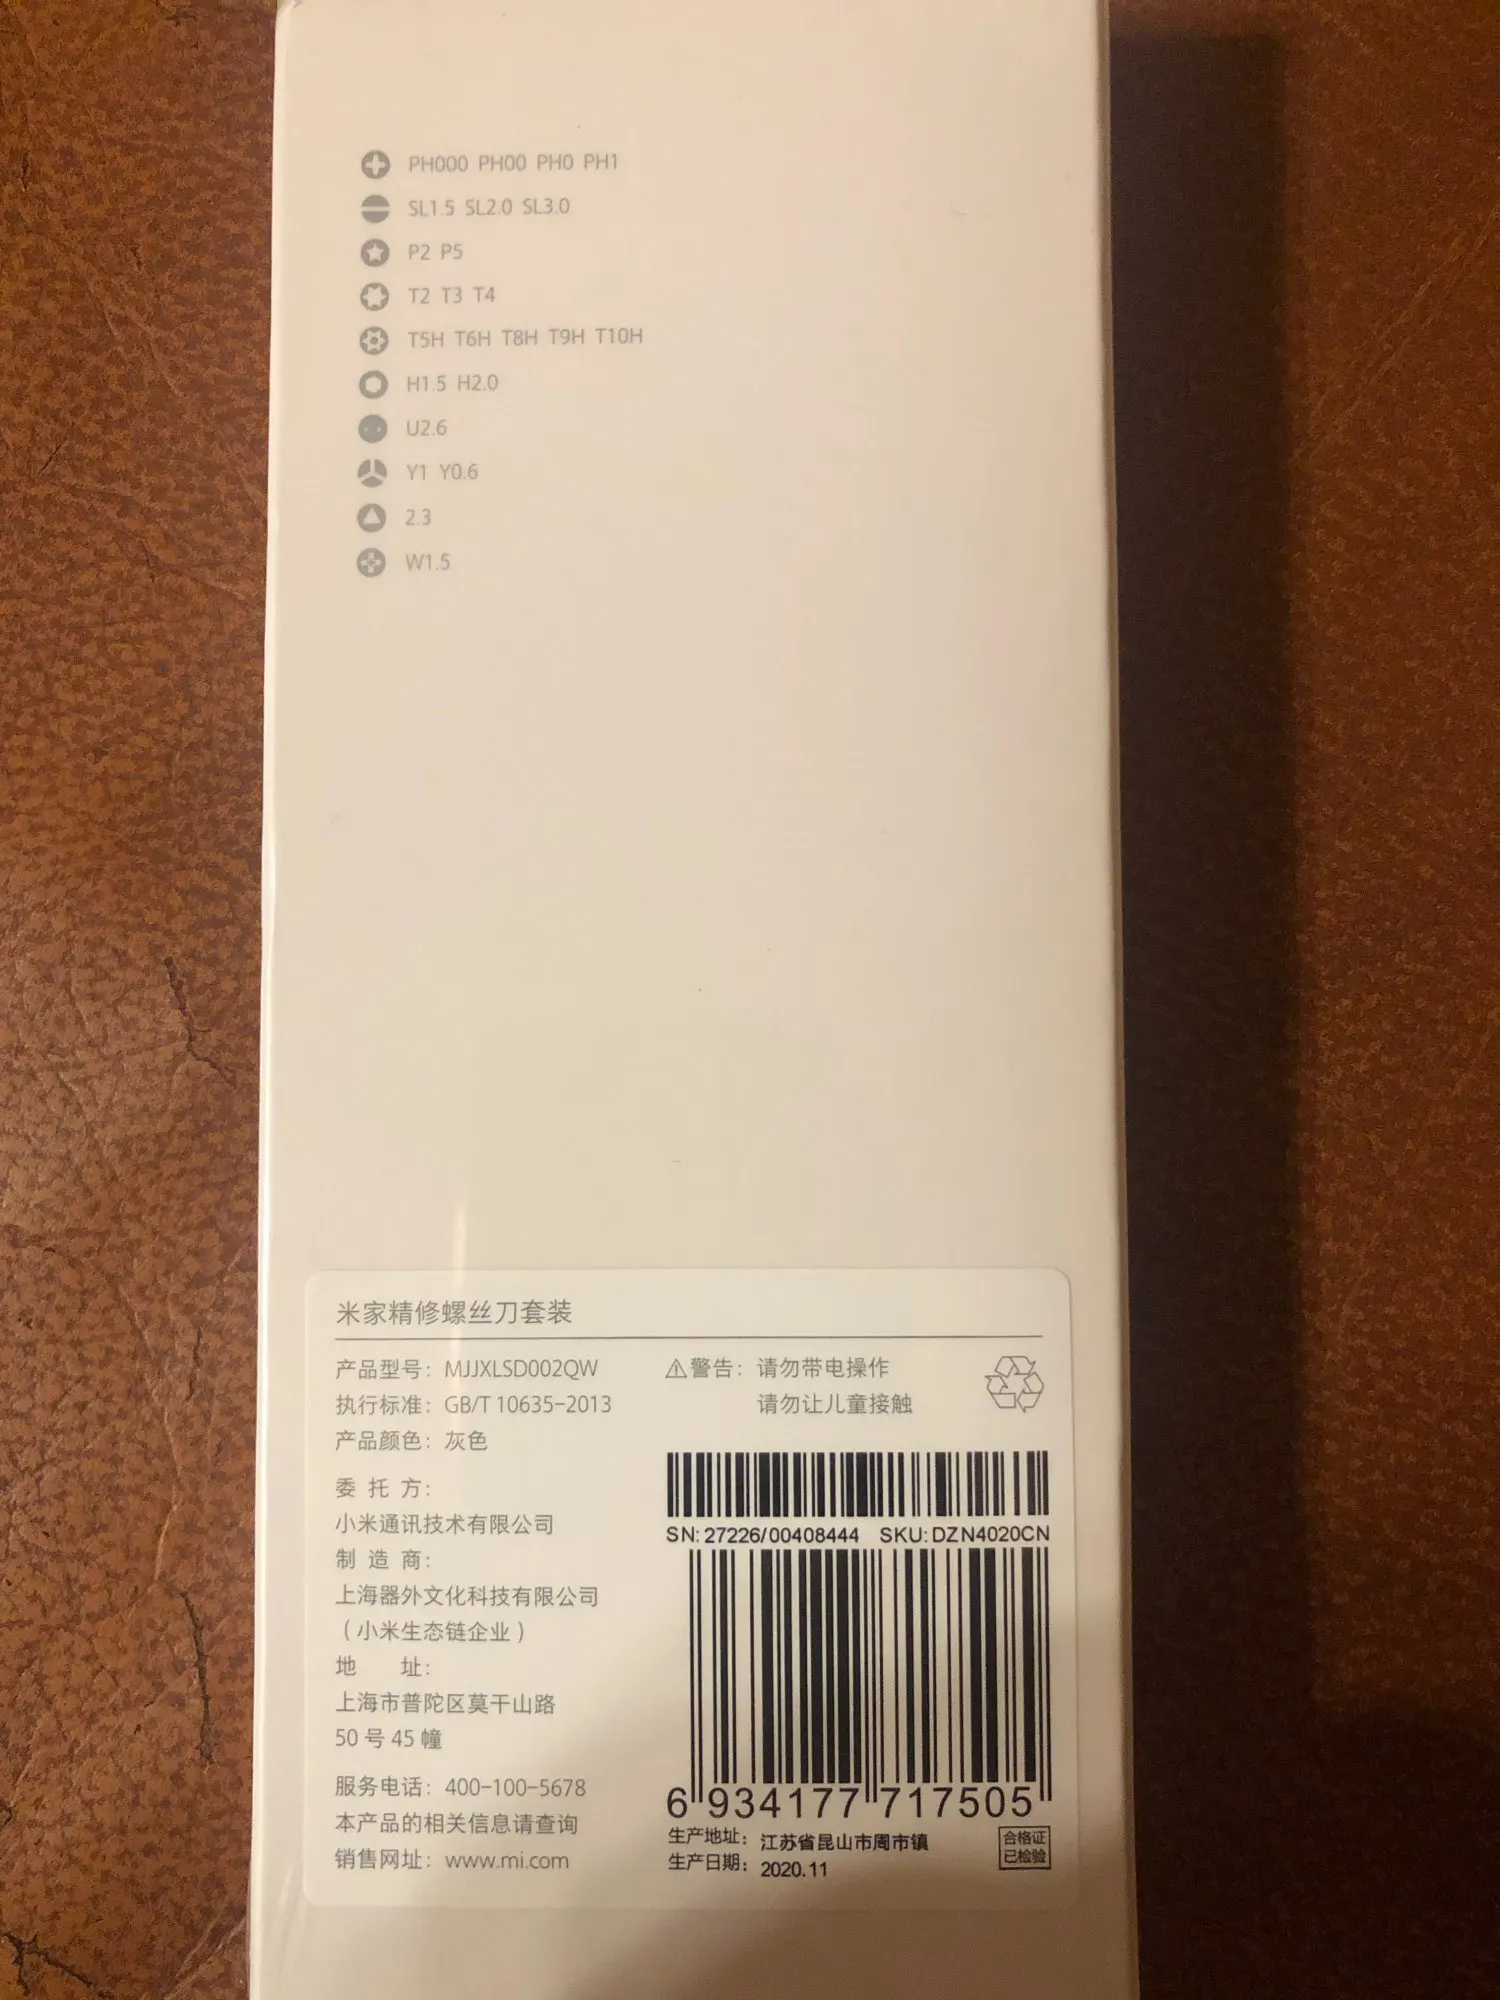 PH000 PH00 PH0 PH1
SL1.5 SL2.0 SL3.0
P2 P5
T2 T3 T4
T5H T6H T8H T9H T10H
H1.5 H2.0
U2.6
Y1 Y0.6
2.3
W1.5
米家精修螺丝刀套装
产品型号：MJJXLSD002QW
执行标准：GB/T 10635-2013
产品颜色：灰色
委托方：
小米通讯技术有限公司
制造商：
上海器外文化科技有限公司
（小米生态链企业）
地址：
上海市普陀区莫干山路
50号45幢
服务电话：400-100-5678
本产品的相关信息请查询
销售网址：www.mi.com
⚠警告：请勿带电操作
请勿让儿童接触
SN: 27226/00408444 SKU: DZN4020CN
6 934177 717505
生产地址：江苏省昆山市周市镇
生产日期：2020.11
合格证
已检验